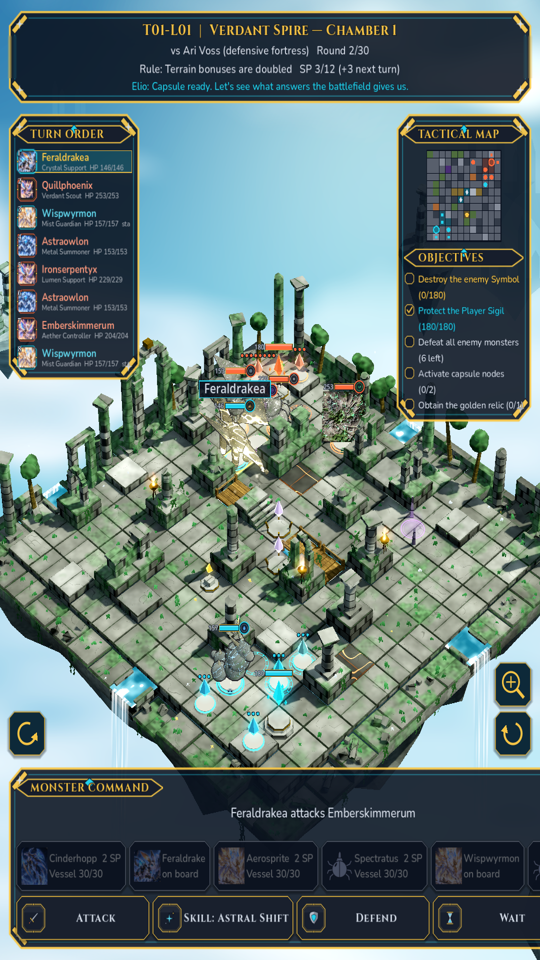 T01-L01 | Verdant Spire — Chamber 1
vs Ari Voss (defensive fortress) Round 2/30
Rule: Terrain bonuses are doubled SP 3/12 (+3 next turn)
Elio: Capsule ready. Let's see what answers the battlefield gives us.
Turn Order
Feraldrakea
Crystal Support HP 146/146
Quillphoenix
Verdant Scout HP 253/253
Wispwyrmon
Mist Guardian HP 157/157 sta
Astraowlon
Metal Summoner HP 153/153
Ironserpentyx
Lumen Support HP 229/229
Astraowlon
Metal Summoner HP 153/153
Emberskimmerum
Aether Controller HP 204/204
Wispwyrmon
Mist Guardian HP 157/157
Tactical Map
Objectives
Destroy the enemy Symbol
(0/180)
Protect the Player Sigil
(180/180)
Defeat all enemy monsters
(6 left)
Activate capsule nodes
(0/2)
Obtain the golden relic (0/1
Feraldrakea
Monster Command
Feraldrakea attacks Emberskimmerum
Cinderhopp 2 SP
Vessel 30/30
Feraldrake
on board
Aerosprite 2 SP
Vessel 30/30
Spectratus 2 SP
Vessel 30/30
Wispwyrmon
on board
Attack
Skill: Astral Shift
Defend
Wait